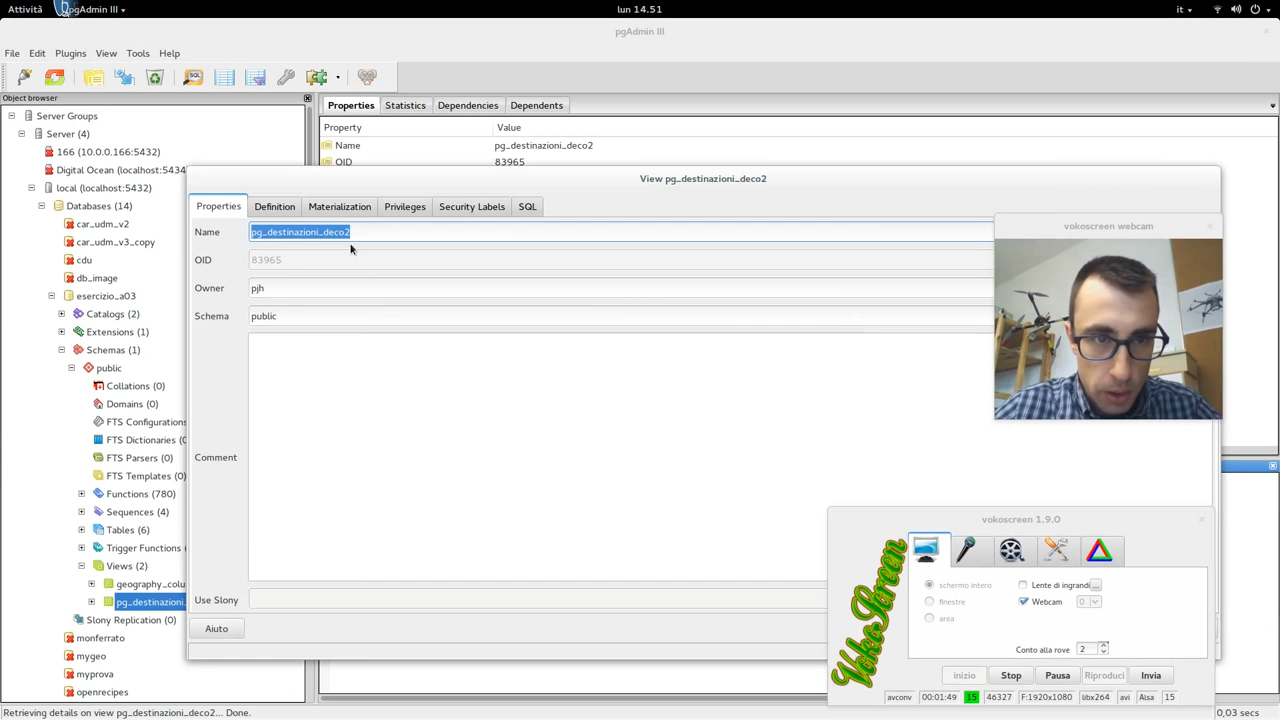 Attività pgAdmin III lun 14.51 it
pgAdmin III
File Edit Plugins View Tools Help
SQL
Object browser
Properties Statistics Dependencies Dependents
Server Groups
Property Value
Server (4)
Name pg_destinazioni_deco2
166 (10.0.0.166:5432)
OID 83965
Digital Ocean (localhost:5434
View pg_destinazioni_deco2
local (localhost:5432)
Databases (14)
Properties Definition Materialization Privileges Security Labels SQL
car_udm_v2
Name pg_destinazioni_deco2
vokoscreen webcam
car_udm_v3_copy
cdu
OID 83965
db_image
esercizio_a03
Owner pjh
Catalogs (2)
Schema public
Extensions (1)
Schemas (1)
public
Collations (0)
Domains (0)
FTS Configurations
FTS Dictionaries (0
FTS Parsers (0)
Comment
FTS Templates (0)
Functions (780)
Sequences (4)
vokoscreen 1.9.0
Tables (6)
Trigger Functions
Views (2)
geography_colu
schermo intero Lente di ingrandi ...
pg_destinazioni.
Use Slony
finestre Webcam 0
Slony Replication (0)
area
Aiuto
monferrato
Conto alla rove 2
mygeo
VokoScreen
myprova
inizio Stop Pausa Riproduci Invia
openrecipes
avconv 00:01:49 15 46327 F:1920x1080 libx264 avi Alsa 15
Retrieving details on view pg_destinazioni_deco2... Done. 0,03 secs